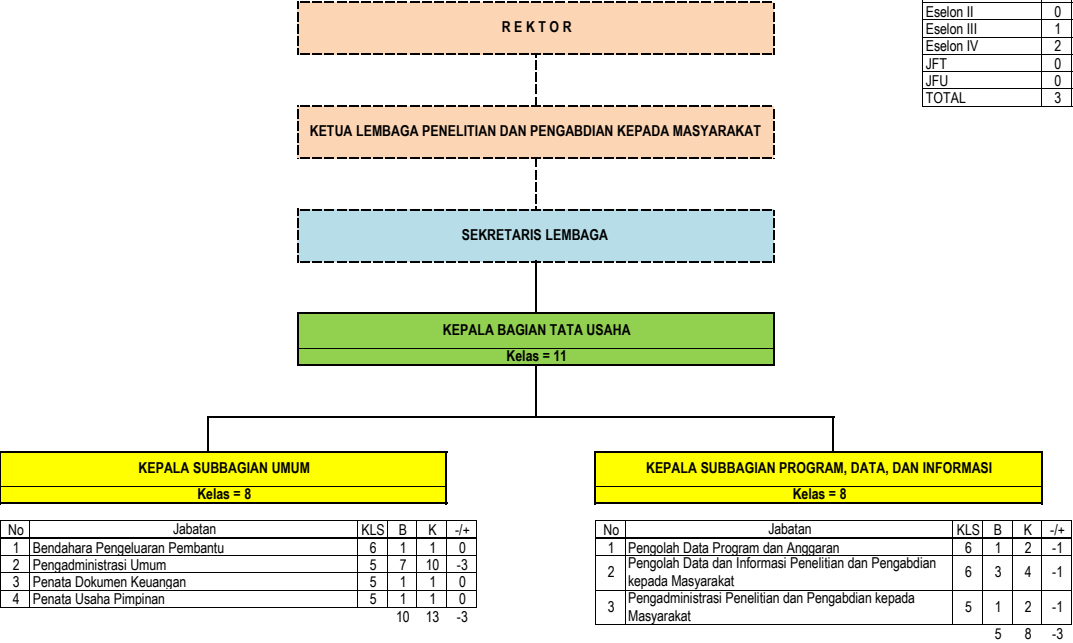 R E K T O R
Eselon II 0
Eselon III 1
Eselon IV 2
JFT 0
JFU 0
TOTAL 3
KETUA LEMBAGA PENELITIAN DAN PENGABDIAN KEPADA MASYARAKAT
SEKRETARIS LEMBAGA
KEPALA BAGIAN TATA USAHA
Kelas = 11
KEPALA SUBBAGIAN UMUM
Kelas = 8
No Jabatan KLS B K -/+
1 Bendahara Pengeluaran Pembantu 6 1 1 0
2 Pengadministrasi Umum 5 7 10 -3
3 Penata Dokumen Keuangan 5 1 1 0
4 Penata Usaha Pimpinan 5 1 1 0
10 13 -3
KEPALA SUBBAGIAN PROGRAM, DATA, DAN INFORMASI
Kelas = 8
No Jabatan KLS B K -/+
1 Pengolah Data Program dan Anggaran 6 1 2 -1
2 Pengolah Data dan Informasi Penelitian dan Pengabdian
kepada Masyarakat 6 3 4 -1
3 Pengadministrasi Penelitian dan Pengabdian kepada
Masyarakat 5 1 2 -1
5 8 -3